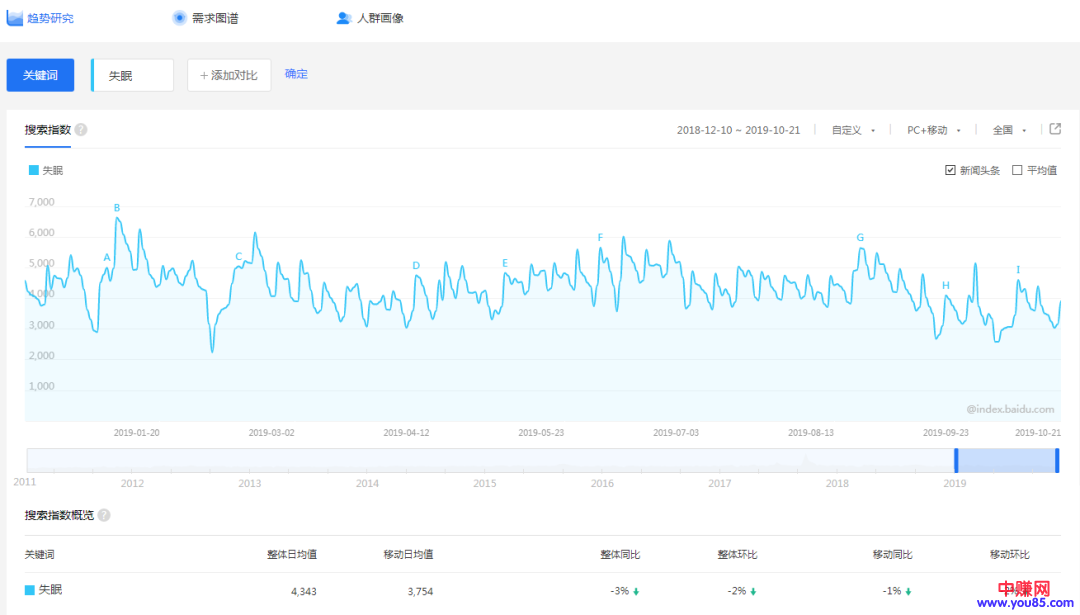 趋势研究 需求图谱 人群画像
关键词 失眠 + 添加对比 确定
搜索指数 ? 2018-12-10 ~ 2019-10-21 自定义 PC+移动 全国
失眠 新闻头条 平均值
7,000
6,000
5,000
4,000
3,000
2,000
1,000
A B C D E F G H I
@index.baidu.com
2019-01-20 2019-03-02 2019-04-12 2019-05-23 2019-07-03 2019-08-13 2019-09-23 2019-10-21
2011 2012 2013 2014 2015 2016 2017 2018 2019
搜索指数概览 ?
关键词 整体日均值 移动日均值 整体同比 整体环比 移动同比 移动环比
失眠 4,343 3,754 -3% -2% -1%
中赚网
www.you85.com